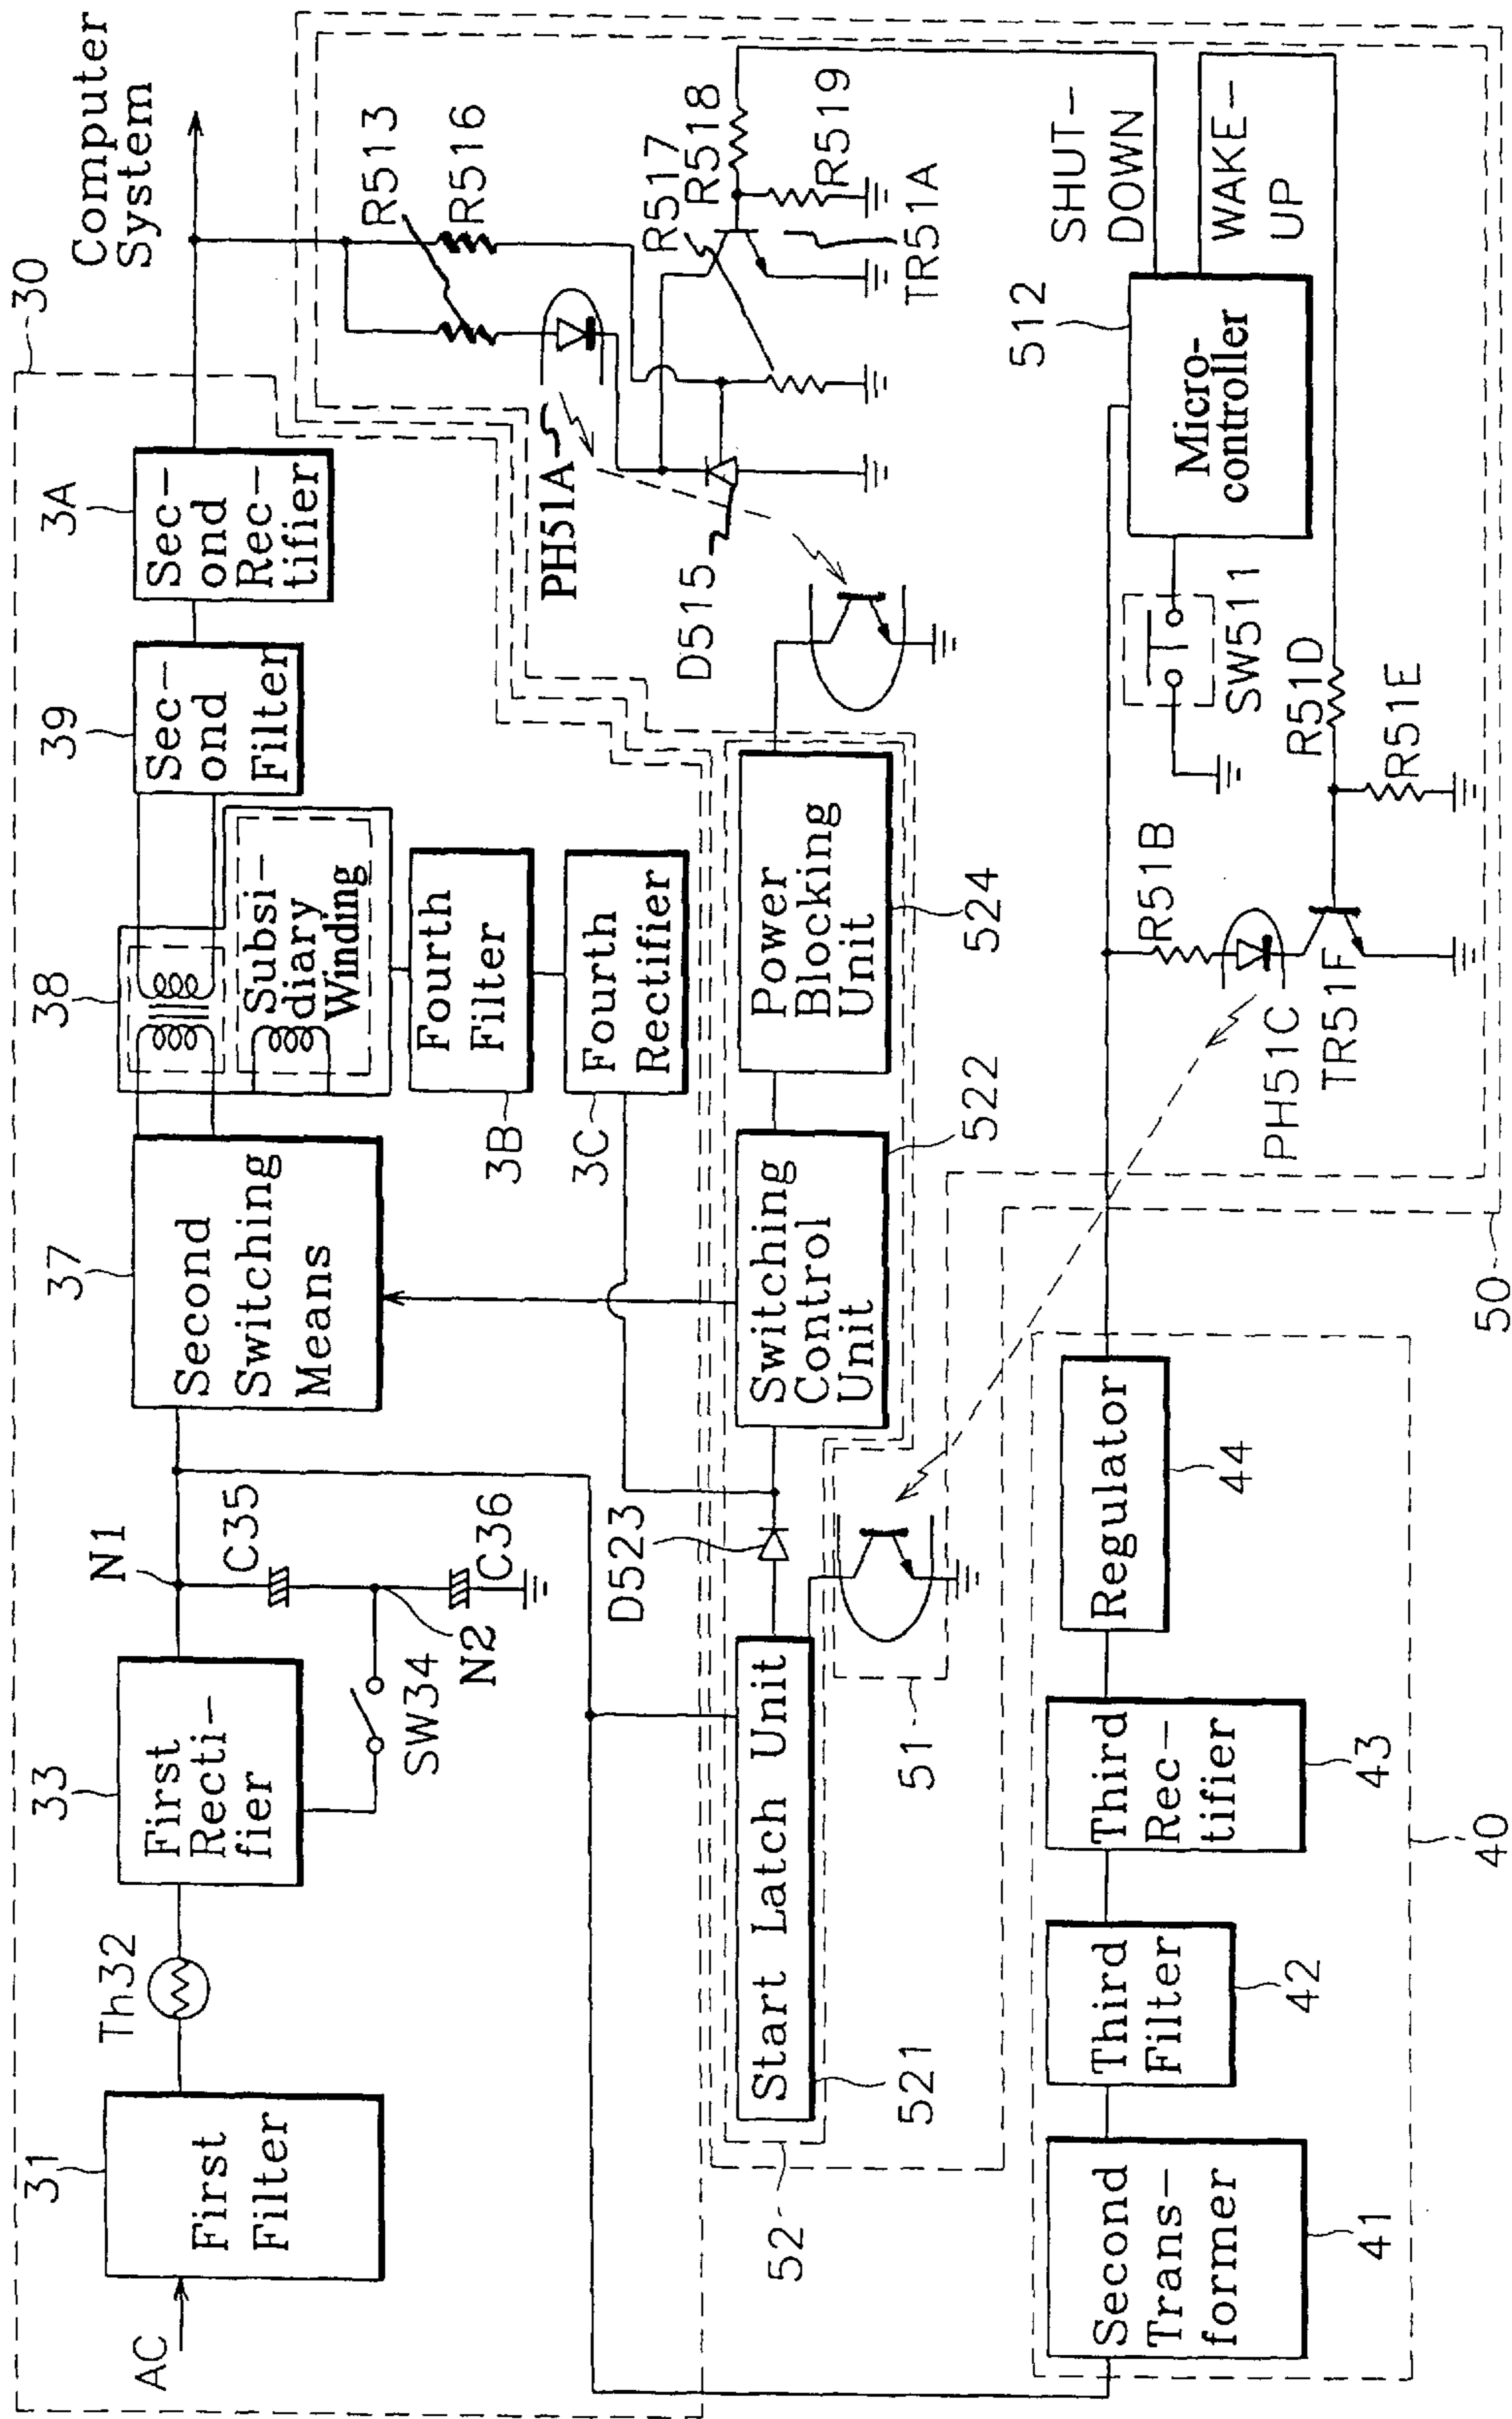 30
Computer
System
AC
31
First
Filter
Th32
33
First
Recti-
fier
SW34
N1
C35
N2
C36
37
Second
Switching
Means
38
Subsi-
diary
Winding
39
Sec-
ond
Filter
3A
Sec-
ond
Rec-
tifier
Fourth
Filter
3B
Fourth
Rectifier
3C
R513
R516
PH51A
R517
R518
R519
TR51A
D515
52
Start Latch Unit
521
D523
Switching
Control
Unit
522
Power
Blocking
Unit
524
51
SHUT-
DOWN
WAKE-
UP
512
Micro-
controller
SW511
R51B
R51D
R51E
PH51C
TR51F
50
Second
Trans-
former
41
Third
Filter
42
Third
Rec-
tifier
43
Regulator
44
40